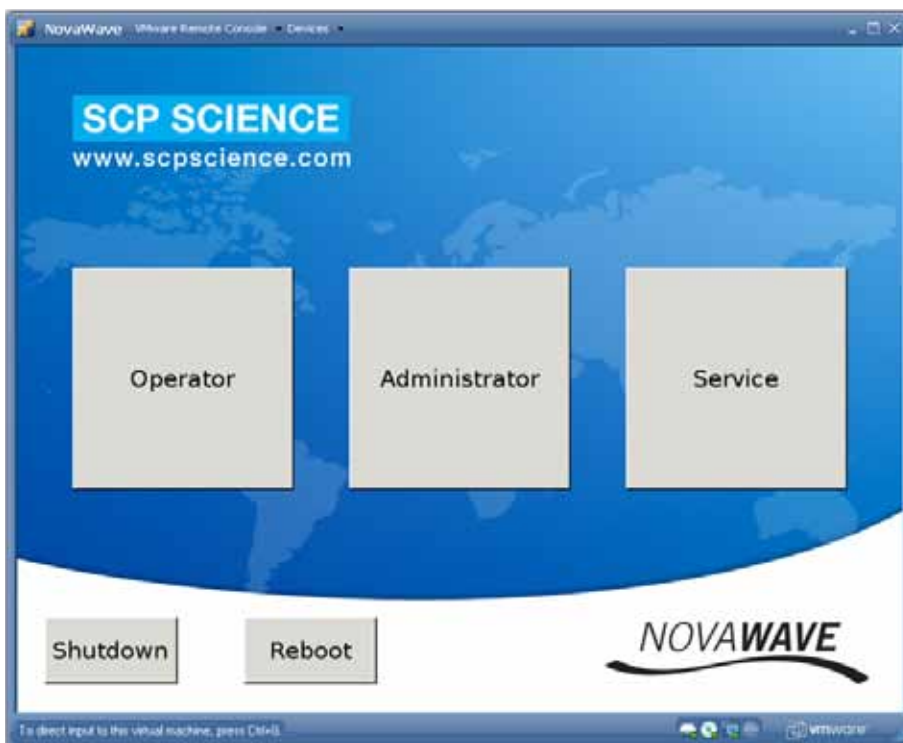 NovaWave VMware Remote Console Devices
SCP SCIENCE
www.scpscience.com
Operator Administrator Service
Shutdown Reboot
NOVAWAVE
To direct input to this virtual machine, press Ctrl+G.
vmware